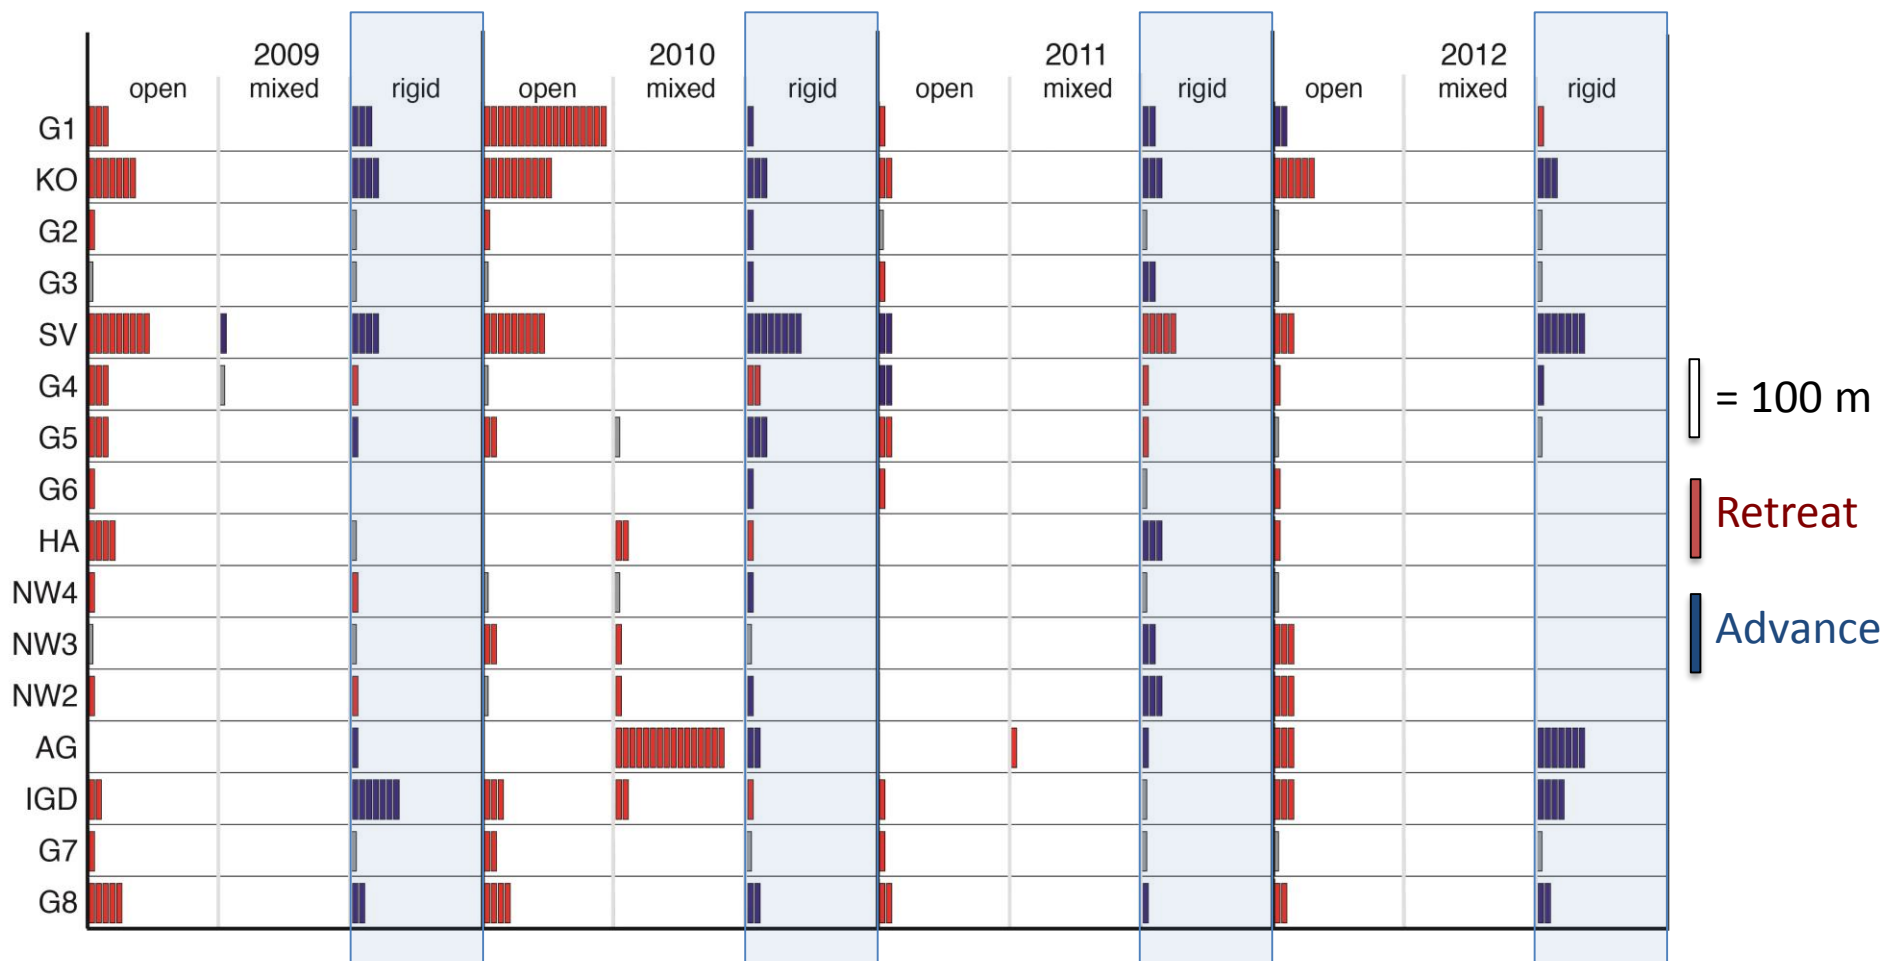 2009 2010 2011 2012
open mixed rigid open mixed rigid open mixed rigid open mixed rigid
G1
KO
G2
G3
SV
G4
= 100 m
G5
G6
Retreat
HA
NW4
NW3
Advance
NW2
AG
IGD
G7
G8